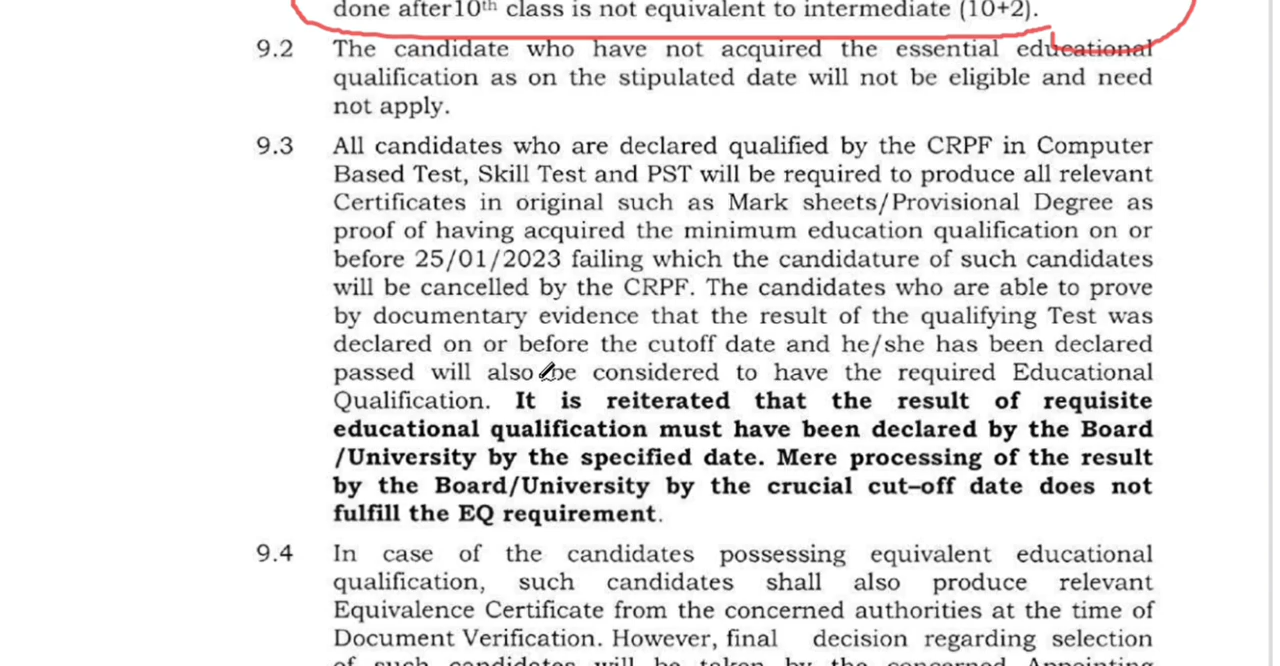 done after10th class is not equivalent to intermediate (10+2).
9.2 The candidate who have not acquired the essential educational
qualification as on the stipulated date will not be eligible and need
not apply.
9.3 All candidates who are declared qualified by the CRPF in Computer
Based Test, Skill Test and PST will be required to produce all relevant
Certificates in original such as Mark sheets/Provisional Degree as
proof of having acquired the minimum education qualification on or
before 25/01/2023 failing which the candidature of such candidates
will be cancelled by the CRPF. The candidates who are able to prove
by documentary evidence that the result of the qualifying Test was
declared on or before the cutoff date and he/she has been declared
passed will also be considered to have the required Educational
Qualification. It is reiterated that the result of requisite
educational qualification must have been declared by the Board
/University by the specified date. Mere processing of the result
by the Board/University by the crucial cut–off date does not
fulfill the EQ requirement.
9.4 In case of the candidates possessing equivalent educational
qualification, such candidates shall also produce relevant
Equivalence Certificate from the concerned authorities at the time of
Document Verification. However, final decision regarding selection
of such candidates will be taken by the concerned Appointing